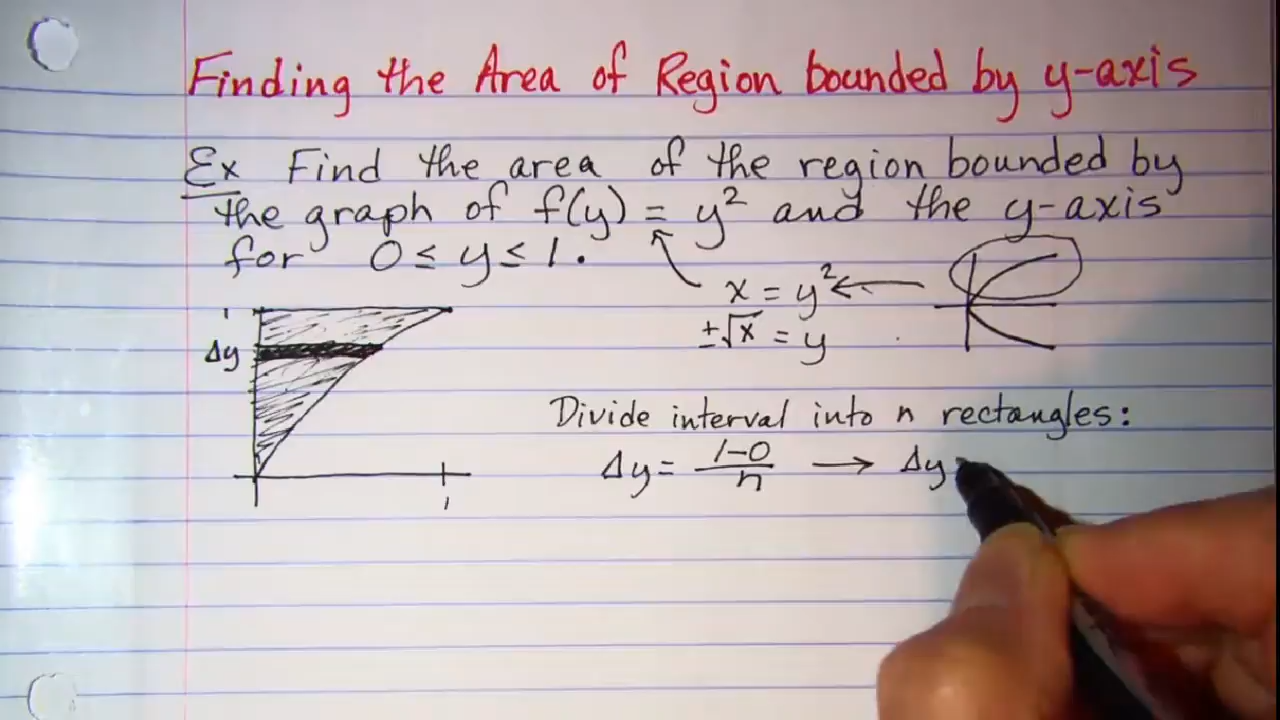 Finding the Area of Region bounded by y-axis
Ex Find the area of the region bounded by
the graph of f(y) = y² and the y-axis
for 0 ≤ y ≤ 1.
x = y²
±√x = y
1
Δy
1
Divide interval into n rectangles:
Δy = (1-0)/n → Δy